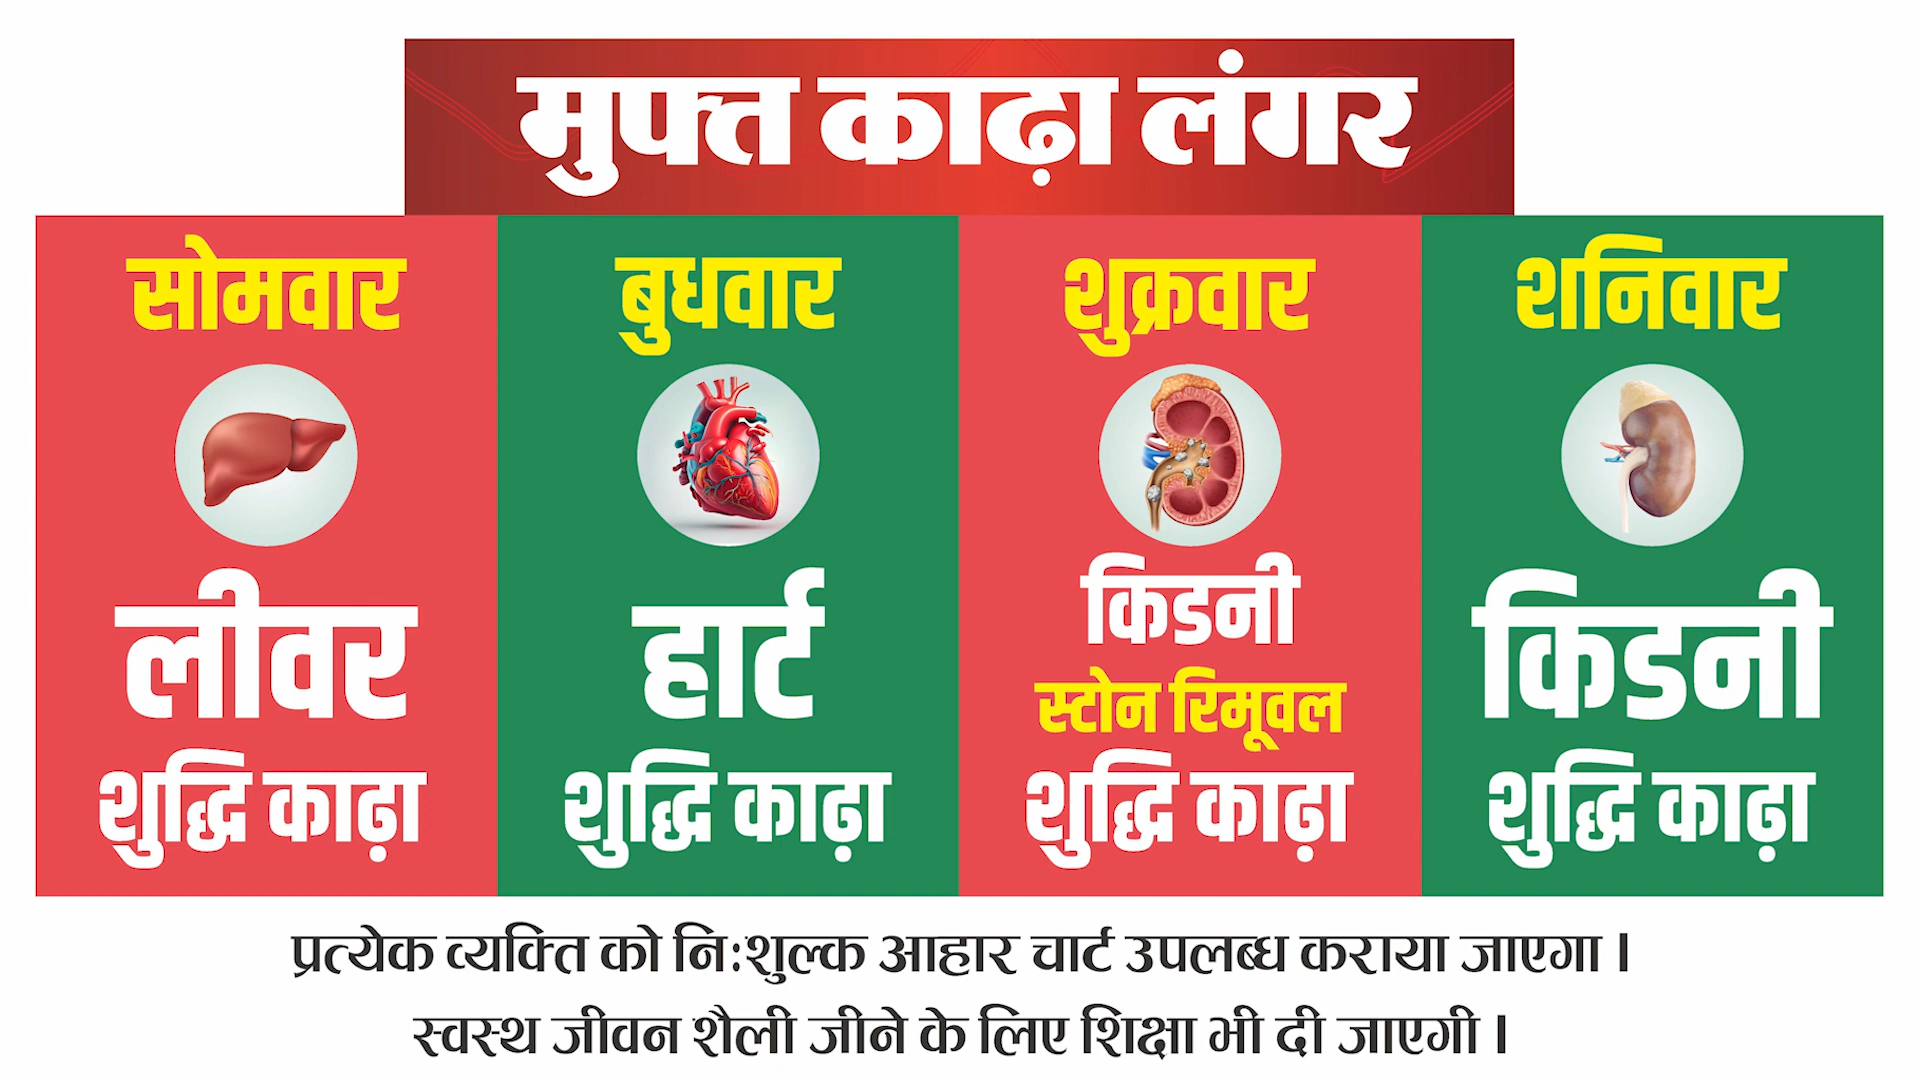 मुफ्त काढ़ा लंगर
सोमवार
लीवर
शुद्धि काढ़ा
बुधवार
हार्ट
शुद्धि काढ़ा
शुक्रवार
किडनी
स्टोन रिमूवल
शुद्धि काढ़ा
शनिवार
किडनी
शुद्धि काढ़ा
प्रत्येक व्यक्ति को नि:शुल्क आहार चार्ट उपलब्ध कराया जाएगा ।
स्वस्थ जीवन शैली जीने के लिए शिक्षा भी दी जाएगी ।